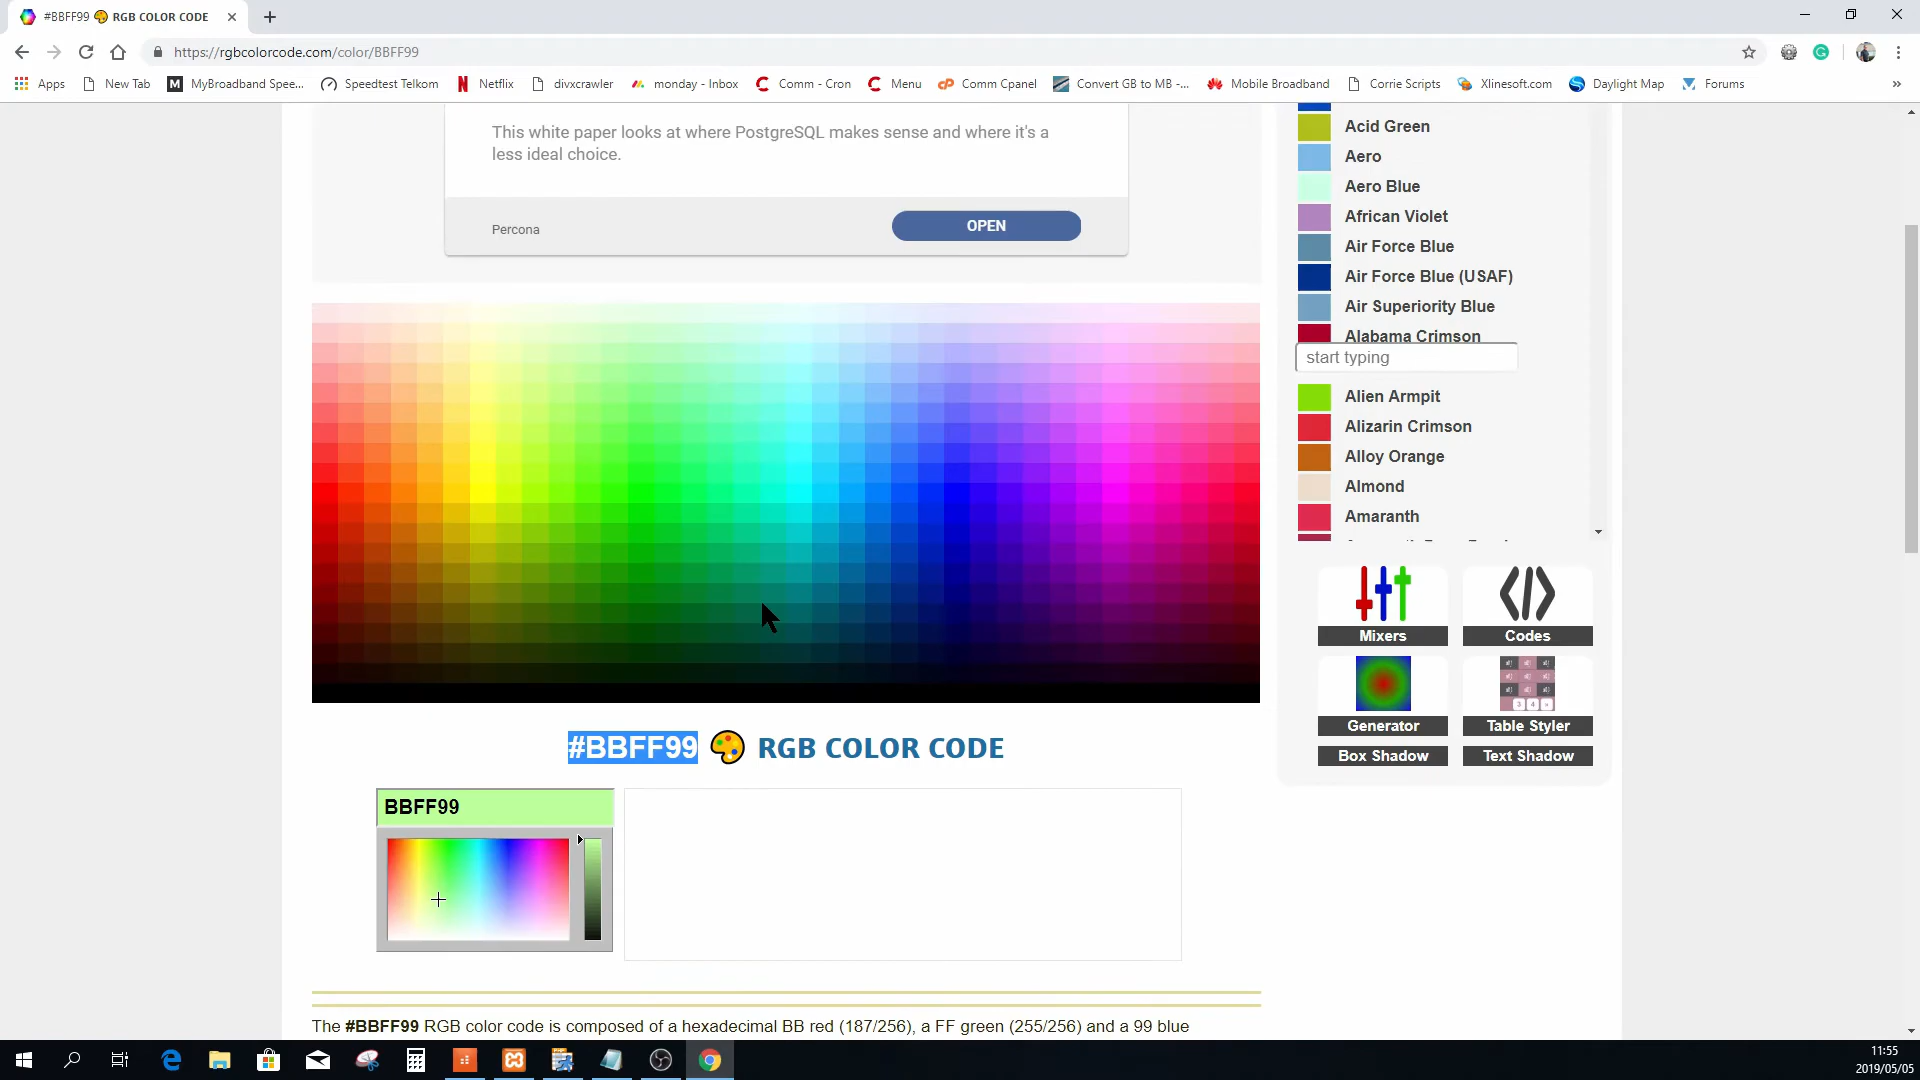 #BBFF99 RGB COLOR CODE
https://rgbcolorcode.com/color/BBFF99
Apps
New Tab
MyBroadband Spee...
Speedtest Telkom
Netflix
divxcrawler
monday - Inbox
Comm - Cron
Menu
Comm Cpanel
Convert GB to MB -...
Mobile Broadband
Corrie Scripts
Xlinesoft.com
Daylight Map
Forums
»
This white paper looks at where PostgreSQL makes sense and where it's a
less ideal choice.
Percona
OPEN
Acid Green
Aero
Aero Blue
African Violet
Air Force Blue
Air Force Blue (USAF)
Air Superiority Blue
Alabama Crimson
start typing
Alien Armpit
Alizarin Crimson
Alloy Orange
Almond
Amaranth
Mixers
Codes
Generator
Table Styler
Box Shadow
Text Shadow
#BBFF99 RGB COLOR CODE
BBFF99
The #BBFF99 RGB color code is composed of a hexadecimal BB red (187/256), a FF green (255/256) and a 99 blue
11:55
2019/05/05